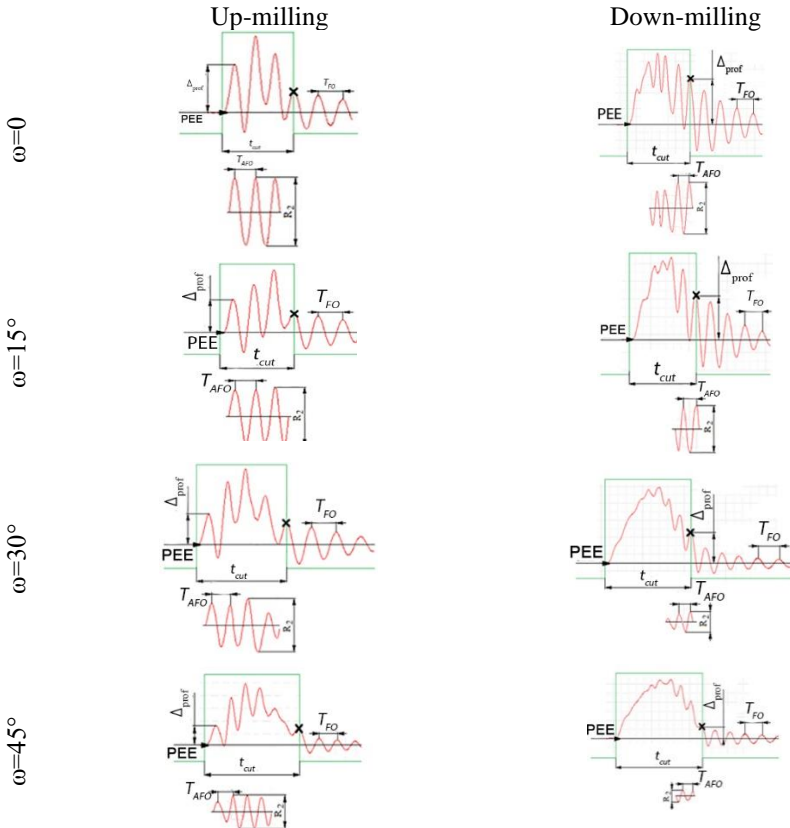 Up-milling
Down-milling
ω=0
Δprof
TFO
PEE
tcut
TAFO
R2
Δprof
TFO
PEE
tcut
TAFO
R2
ω=15°
Δprof
TFO
PEE
tcut
TAFO
R2
Δprof
TFO
PEE
tcut
TAFO
R2
ω=30°
Δprof
TFO
PEE
tcut
TAFO
R2
Δprof
TFO
PEE
tcut
TAFO
R2
ω=45°
Δprof
TFO
PEE
tcut
TAFO
R2
Δprof
TFO
PEE
tcut
TAFO
R2